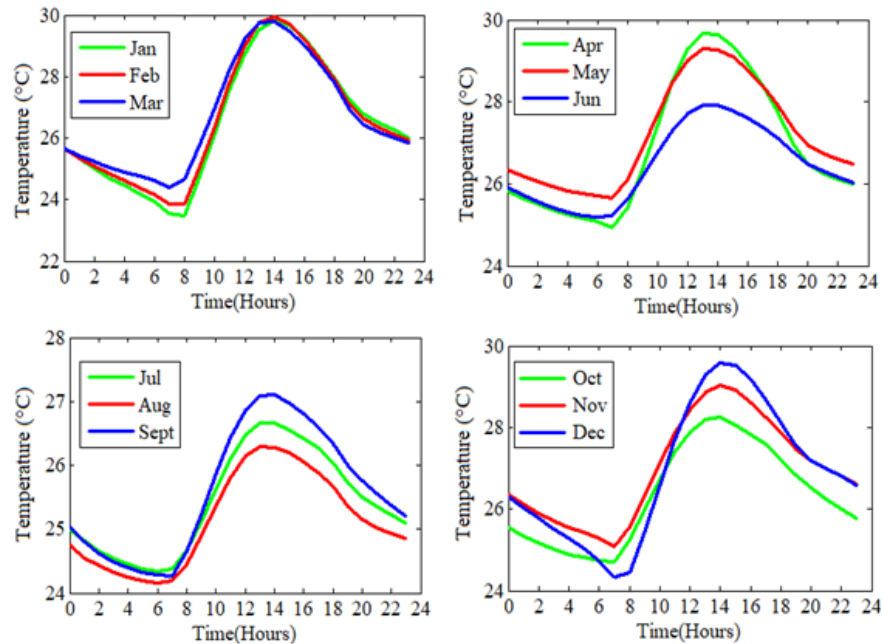 30
28
26
24
22
Temperature (°C)
Jan
Feb
Mar
0 2 4 6 8 10 12 14 16 18 20 22 24
Time(Hours)
30
28
26
24
Temperature (°C)
Apr
May
Jun
0 2 4 6 8 10 12 14 16 18 20 22 24
Time(Hours)
28
27
26
25
24
Temperature (°C)
Jul
Aug
Sept
0 2 4 6 8 10 12 14 16 18 20 22 24
Time(Hours)
30
28
26
24
Temperature (°C)
Oct
Nov
Dec
0 2 4 6 8 10 12 14 16 18 20 22 24
Time(Hours)